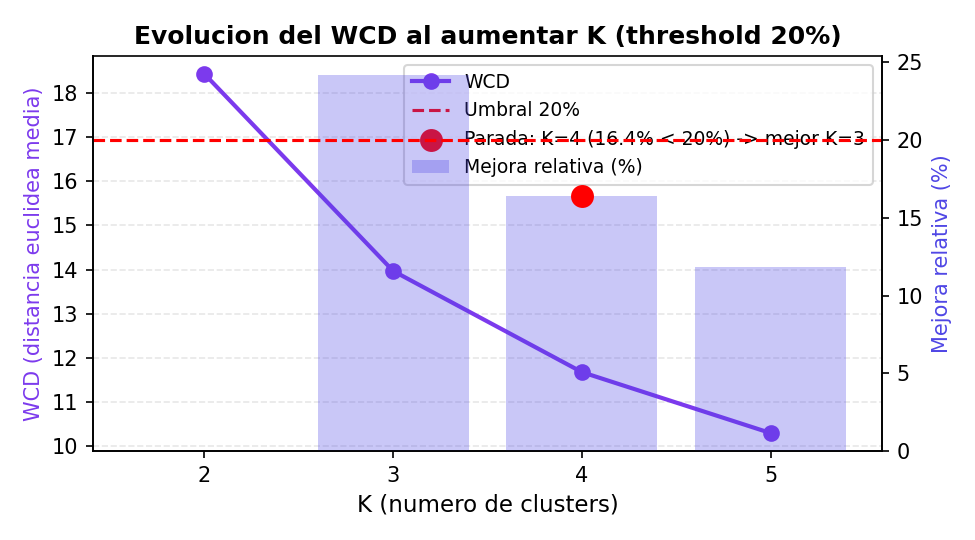 Evolucion del WCD al aumentar K (threshold 20%)
WCD (distancia euclidea media)
18
17
16
15
14
13
12
11
10
WCD
Umbral 20%
Parada: K=4 (16.4% < 20%) -> mejor K=3
Mejora relativa (%)
25
20
15
10
5
0
Mejora relativa (%)
2 3 4 5
K (numero de clusters)